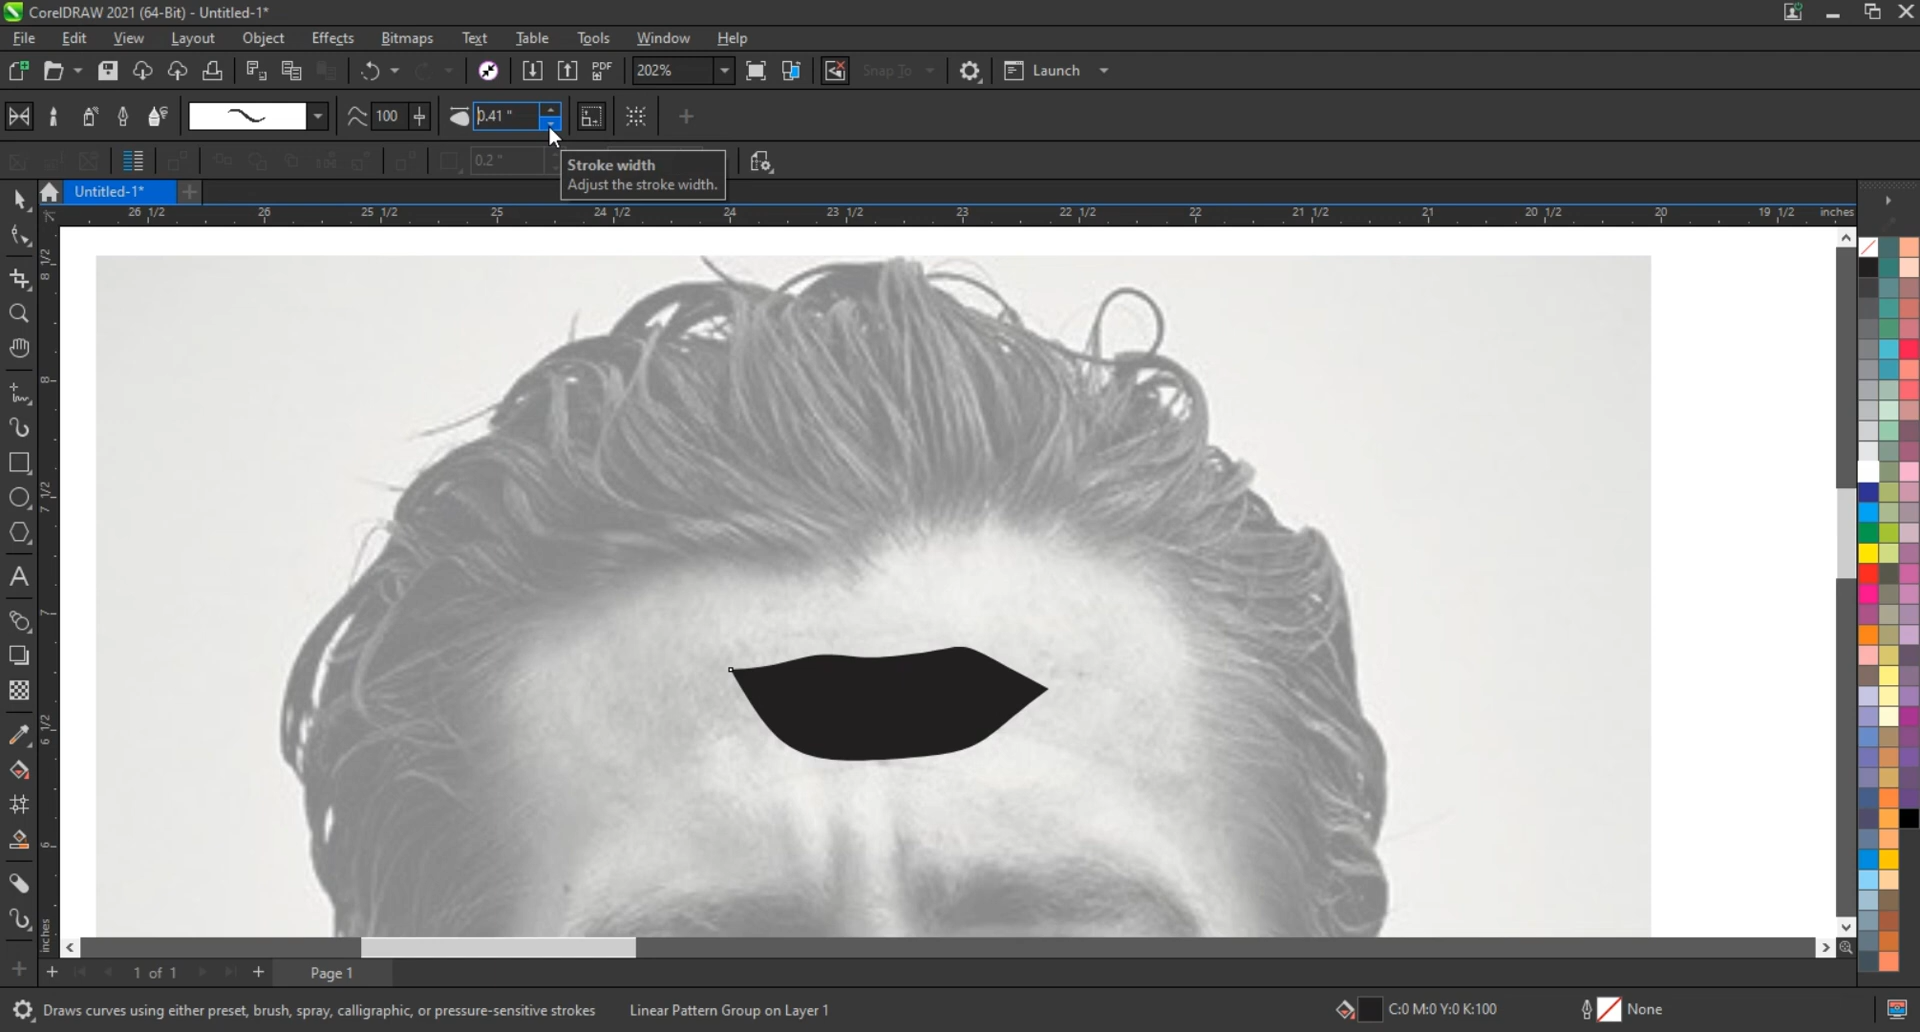 CorelDRAW 2021 (64-Bit) - Untitled-1*
File Edit View Layout Object Effects Bitmaps Text Table Tools Window Help
PDF 202% Snap To Launch
100 0.41 "
0.2 "
Stroke width
Adjust the stroke width.
Untitled-1*
26 1/2 26 25 1/2 25 24 1/2 24 23 1/2 23 22 1/2 22 21 1/2 21 20 1/2 20 19 1/2 inches
8 1/2
8
7 1/2
7
6 1/2
6
inches
1 of 1 Page 1
Draws curves using either preset, brush, spray, calligraphic, or pressure-sensitive strokes Linear Pattern Group on Layer 1 C:0 M:0 Y:0 K:100 None